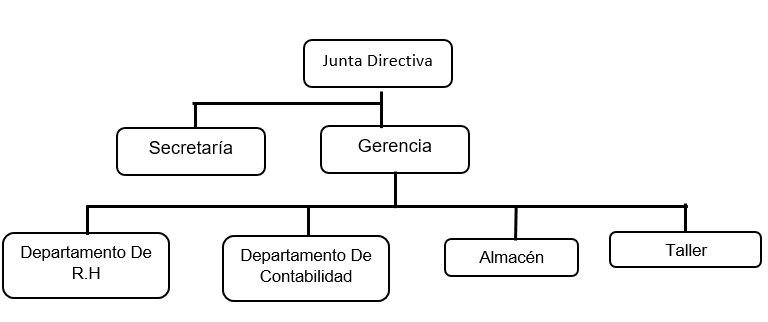 Junta Directiva
Secretaría
Gerencia
Departamento De
R.H
Departamento De
Contabilidad
Almacén
Taller